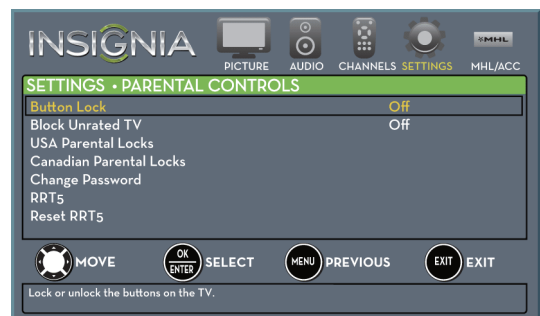 INSIGNIA
PICTURE AUDIO CHANNELS SETTINGS MHL MHL/ACC
SETTINGS • PARENTAL CONTROLS
Button Lock Off
Block Unrated TV Off
USA Parental Locks
Canadian Parental Locks
Change Password
RRT5
Reset RRT5
MOVE OK ENTER SELECT MENU PREVIOUS EXIT EXIT
Lock or unlock the buttons on the TV.